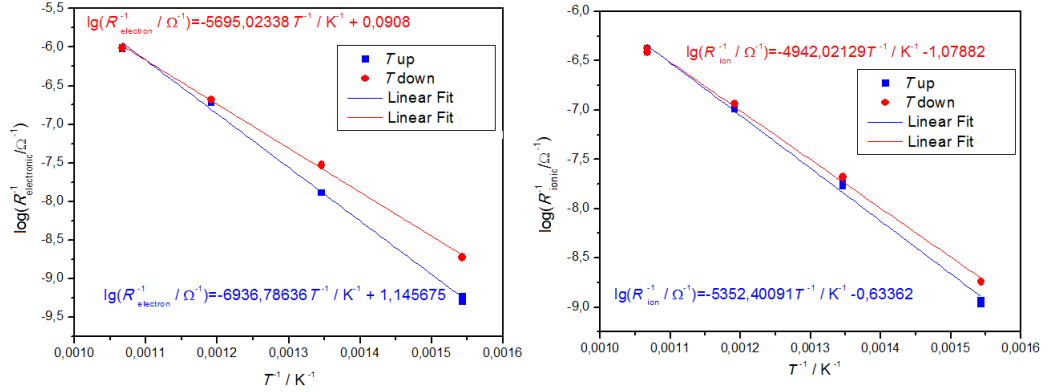 lg(R⁻¹electron / Ω⁻¹)=-5695,02338 T⁻¹ / K⁻¹ + 0,0908
-6,0
-6,5
-7,0
-7,5
-8,0
-8,5
-9,0
-9,5
log(R⁻¹electronic/Ω⁻¹)
T up
T down
Linear Fit
Linear Fit
lg(R⁻¹electron / Ω⁻¹)=-6936,78636 T⁻¹ / K⁻¹ + 1,145675
0,0010 0,0011 0,0012 0,0013 0,0014 0,0015 0,0016
T⁻¹ / K⁻¹
-6,0
-6,5
-7,0
-7,5
-8,0
-8,5
-9,0
log(R⁻¹ionic/Ω⁻¹)
lg(R⁻¹ion / Ω⁻¹)=-4942,02129T⁻¹ / K⁻¹ -1,07882
T up
T down
Linear Fit
Linear Fit
lg(R⁻¹ion / Ω⁻¹)=-5352,40091T⁻¹ / K⁻¹ -0,63362
0,0010 0,0011 0,0012 0,0013 0,0014 0,0015 0,0016
T⁻¹ / K⁻¹